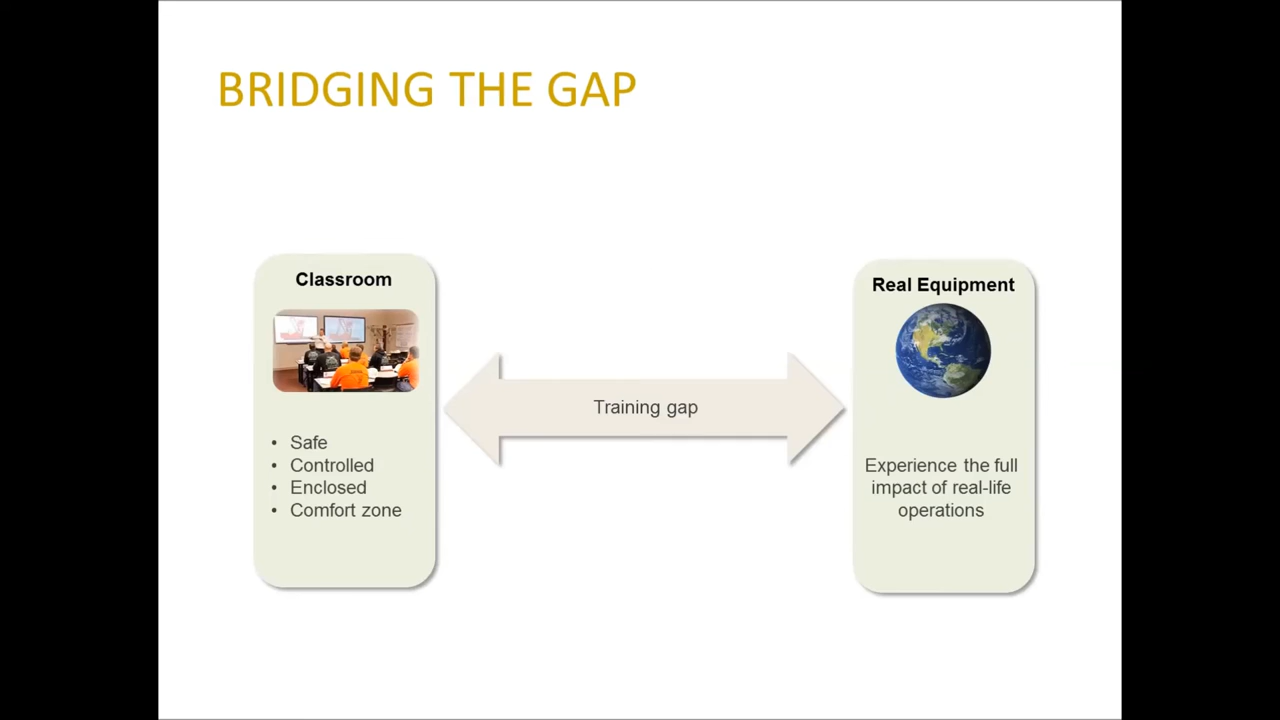 BRIDGING THE GAP
Classroom
• Safe
• Controlled
• Enclosed
• Comfort zone
Training gap
Real Equipment
Experience the full
impact of real-life
operations